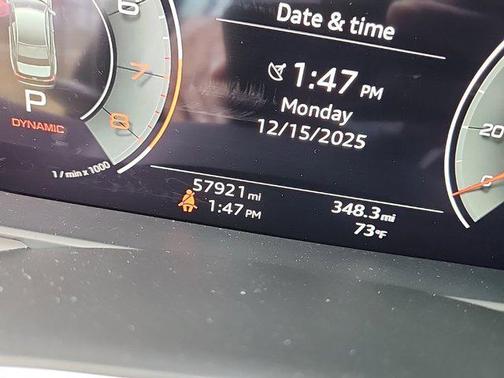 Date & time
1:47 PM
Monday
12/15/2025
6
7
8
P
DYNAMIC
1 / min x 1000
20
0
57921 mi
1:47 PM
348.3 mi
73°F